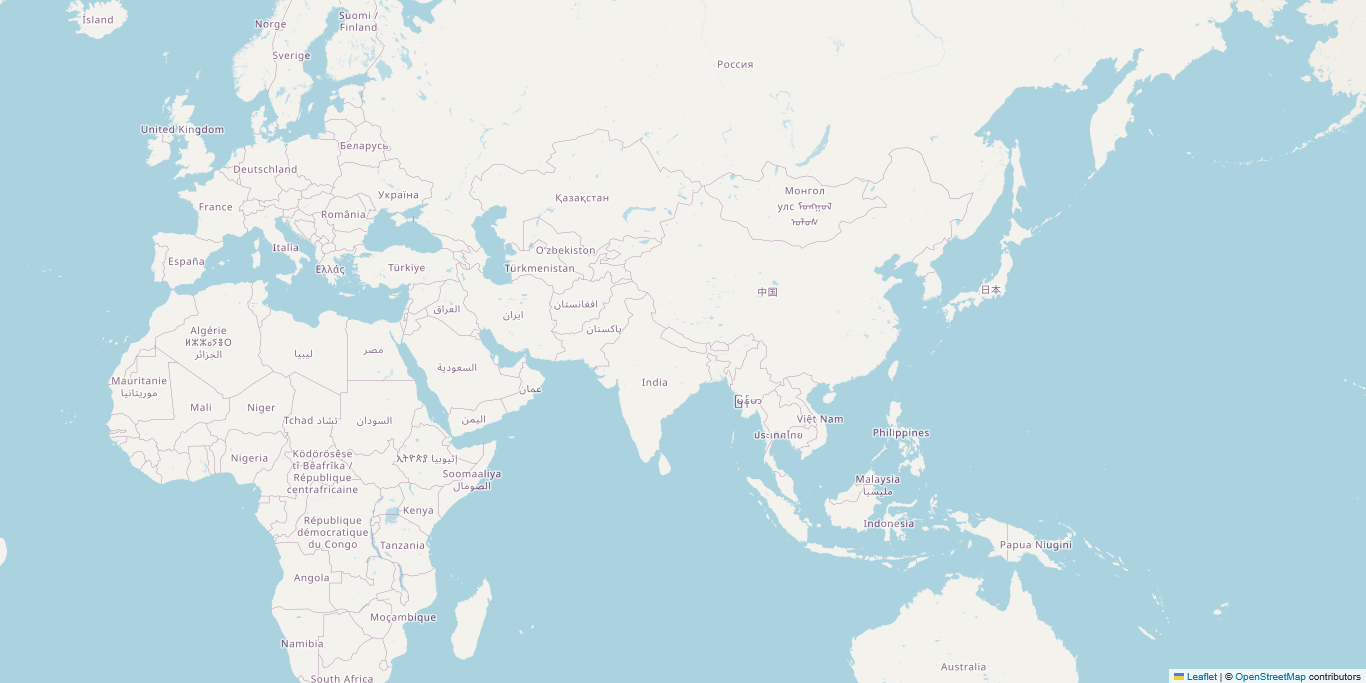 Ísland
Norge
Suomi /
Finland
Sverige
Россия
United Kingdom
Беларусь
Deutschland
Україна
Қазақстан
Монгол
улс ᠮᠣᠩᠭᠣᠯ
ᠤᠯᠤᠰ
France
România
Italia
O‘zbekiston
España
Ελλάς
Türkiye
Türkmenistan
中国
日本
افغانستان
العراق
ایران
پاکستان
Algérie
ⵍⵣⵣⴰⵢⴻⵔ
الجزائر
ليبيا
مصر
السعودية
India
Mauritanie
موريتانيا
عمان
Mali
Niger
Tchad تشاد
السودان
اليمن
Việt Nam
ประเทศไทย
Philippines
Nigeria
Ködörösêse
tî Bêafrîka /
République
centrafricaine
ኢትዮጵያ إثيوبيا
Soomaaliya
الصومال
Malaysia
مليسيا
Kenya
République
démocratique
du Congo
Indonesia
Tanzania
Papua Niugini
Angola
Moçambique
Namibia
Australia
South Africa
Leaflet | © OpenStreetMap contributors